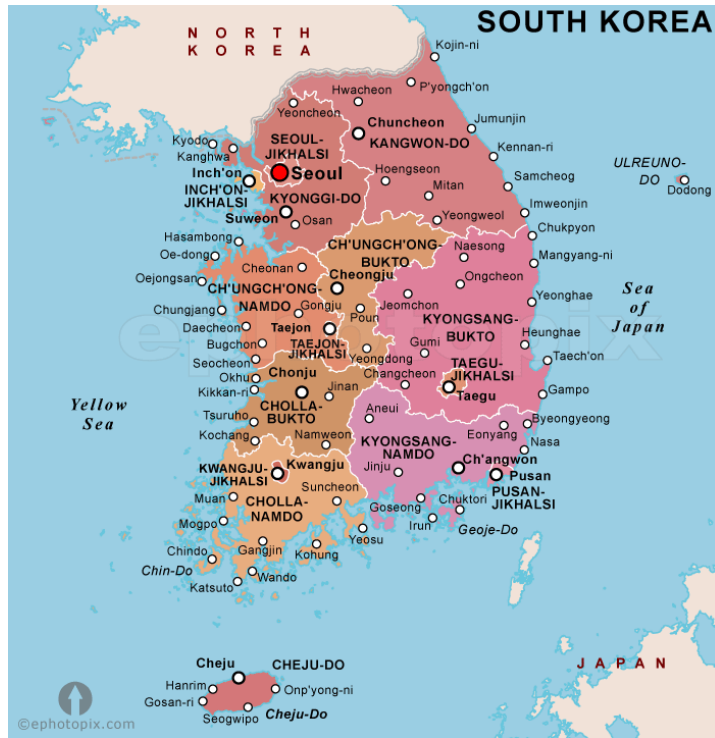 SOUTH KOREA
N O R T H
K O R E A
Kojin-ni
P'yongch'on
Hwacheon
Yeoncheon
Chuncheon
KANGWON-DO
Jumunjin
Kyodo
Kanghwa
SEOUL-
JIKHALSI
Seoul
Kennan-ri
ULREUNO-
DO
Dodong
Inch'on
INCH'ON-
JIKHALSI
Hoengseon
Mitan
Samcheog
KYONGGI-DO
Suweon
Osan
Yeongweol
Imweonjin
Chukpyon
Hasambong
Oe-dong
CH'UNGCH'ONG-
BUKTO
Naesong
Mangyang-ni
Cheonan
Cheongju
Ongcheon
Oejongsan
CH'UNGCH'ONG-
NAMDO
Gongju
Jeomchon
Yeonghae
Sea
of
Japan
Chungjang
Poun
KYONGSANG-
BUKTO
ephotopix
Daecheon
Taejon
TAEJON-
JIKHALSI
Heunghae
Bugchon
Yeongdong
Gumi
TAEGU-
JIKHALSI
Taegu
Taech'on
Seocheon
Chonju
Changcheon
Okhu
Kikkan-ri
Jinan
Gampo
Yellow
Sea
CHOLLA-
BUKTO
Aneui
Tsuruho
Byeongyeong
Eonyang
Kochang
Namweon
KYONGSANG-
NAMDO
Nasa
KWANGJU-
JIKHALSI
Kwangju
Jinju
Ch'angwon
Pusan
PUSAN-
JIKHALSI
Suncheon
Muan
CHOLLA-
NAMDO
Goseong
Chuktori
Mogpo
Irun
Geoje-Do
Yeosu
Chindo
Gangjin
Kohung
Chin-Do
Wando
Katsuto
Cheju
CHEJU-DO
J A P A N
Hanrim
Onp'yong-ni
Gosan-ri
Seogwipo
Cheju-Do
©ephotopix.com